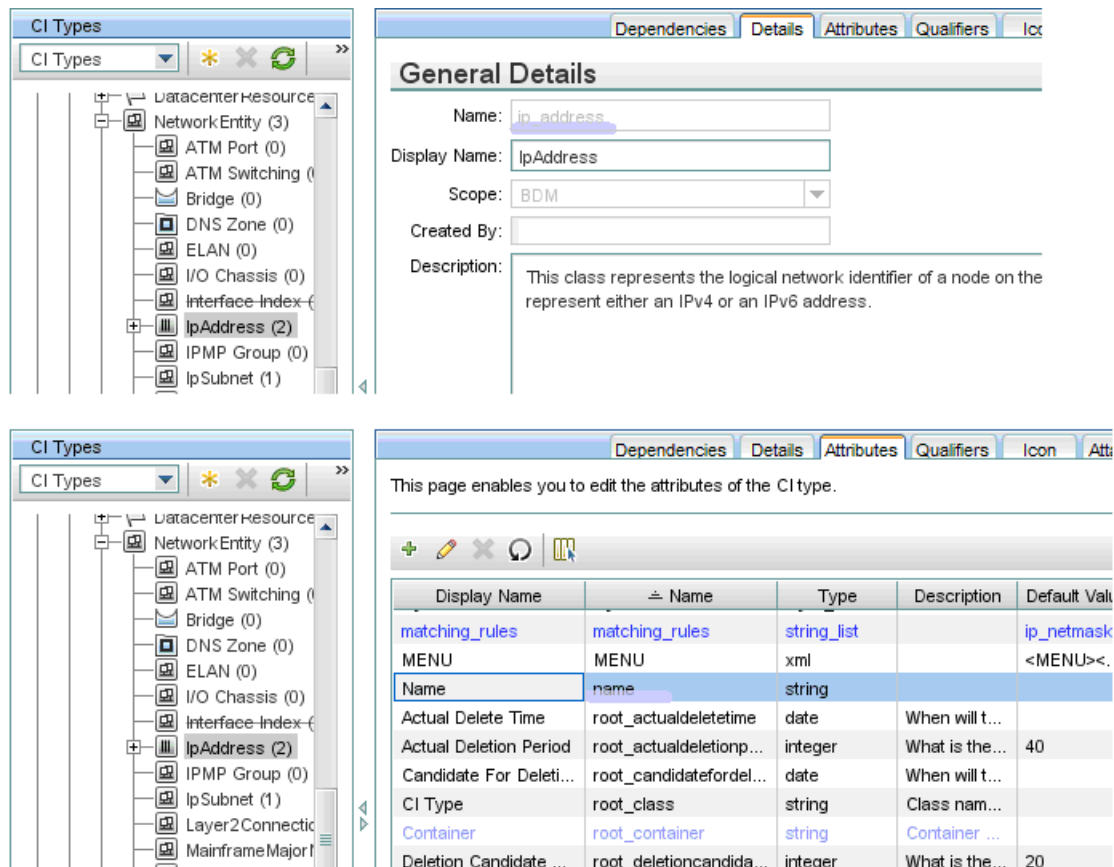 CI Types
CI Types
»
DatacenterResource
NetworkEntity (3)
ATM Port (0)
ATM Switching (
Bridge (0)
DNS Zone (0)
ELAN (0)
I/O Chassis (0)
Interface Index (
IpAddress (2)
IPMP Group (0)
IpSubnet (1)
Dependencies Details Attributes Qualifiers Ico
General Details
Name: ip_address
Display Name: IpAddress
Scope: BDM
Created By:
Description: This class represents the logical network identifier of a node on the
represent either an IPv4 or an IPv6 address.
CI Types
CI Types
»
DatacenterResource
NetworkEntity (3)
ATM Port (0)
ATM Switching (
Bridge (0)
DNS Zone (0)
ELAN (0)
I/O Chassis (0)
Interface Index (
IpAddress (2)
IPMP Group (0)
IpSubnet (1)
Layer2Connectio
MainframeMajor
Dependencies Details Attributes Qualifiers Icon Atta
This page enables you to edit the attributes of the CI type.
Display Name Name Type Description Default Valu
matching_rules matching_rules string_list ip_netmask
MENU MENU xml <MENU><.
Name name string
Actual Delete Time root_actualdeletetime date When will t...
Actual Deletion Period root_actualdeletionp... integer What is the... 40
Candidate For Deleti... root_candidatefordel... date When will t...
CI Type root_class string Class nam...
Container root_container string Container ...
Deletion Candidate ... root_deletioncandida... integer What is the... 20